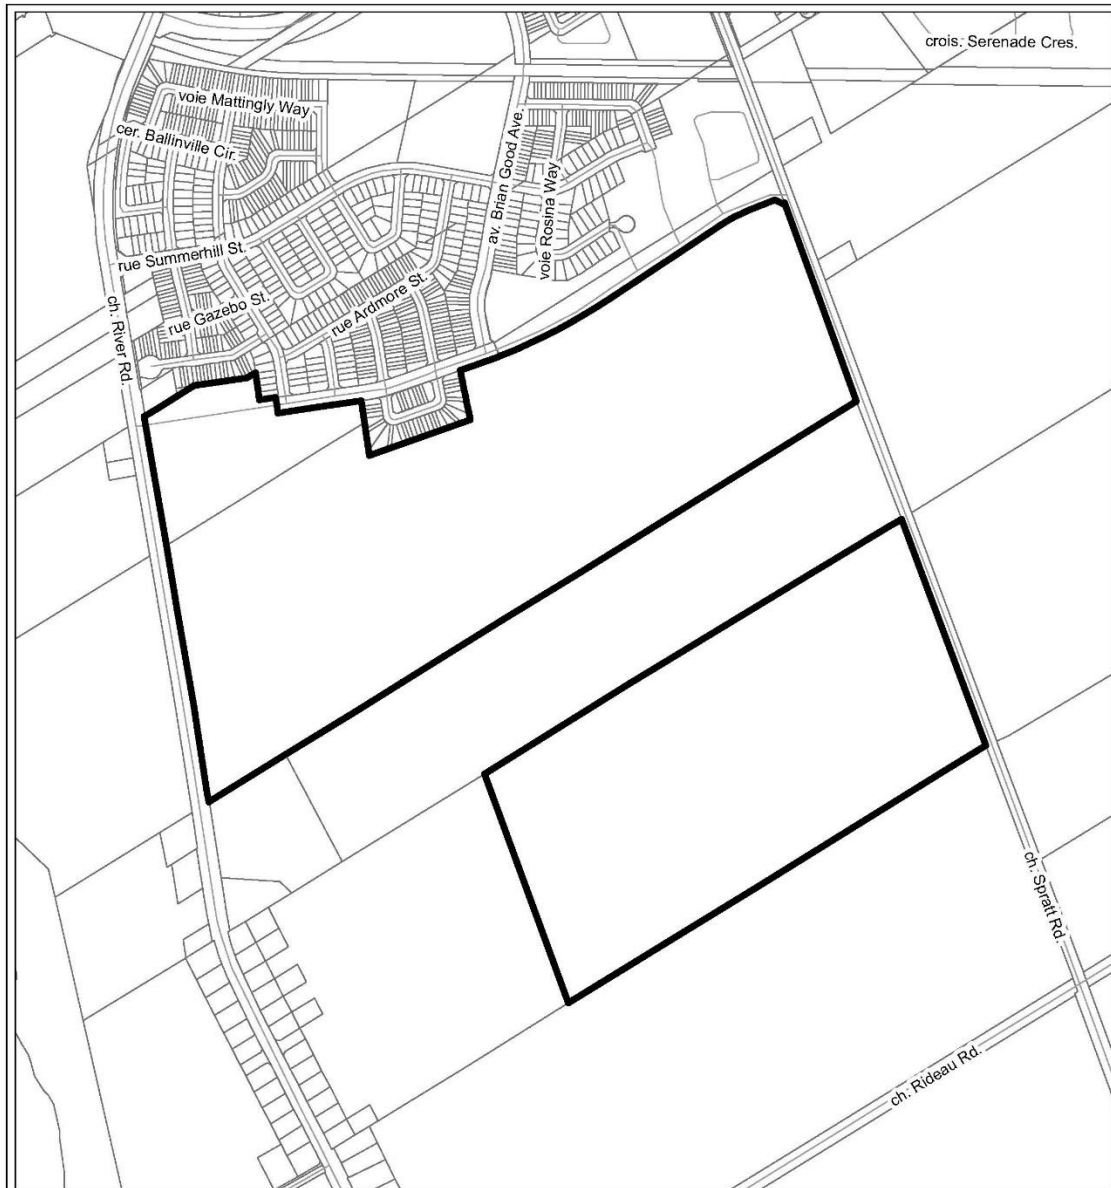 crois. Serenade Cres.
voie Mattingly Way
cer. Ballinville Cir.
av. Brian Good Ave.
voie Rosina Way
rue Summerhill St.
rue Gazebo St.
rue Ardmore St.
ch. River Rd.
ch. Spratt Rd.
ch. Rideau Rd.